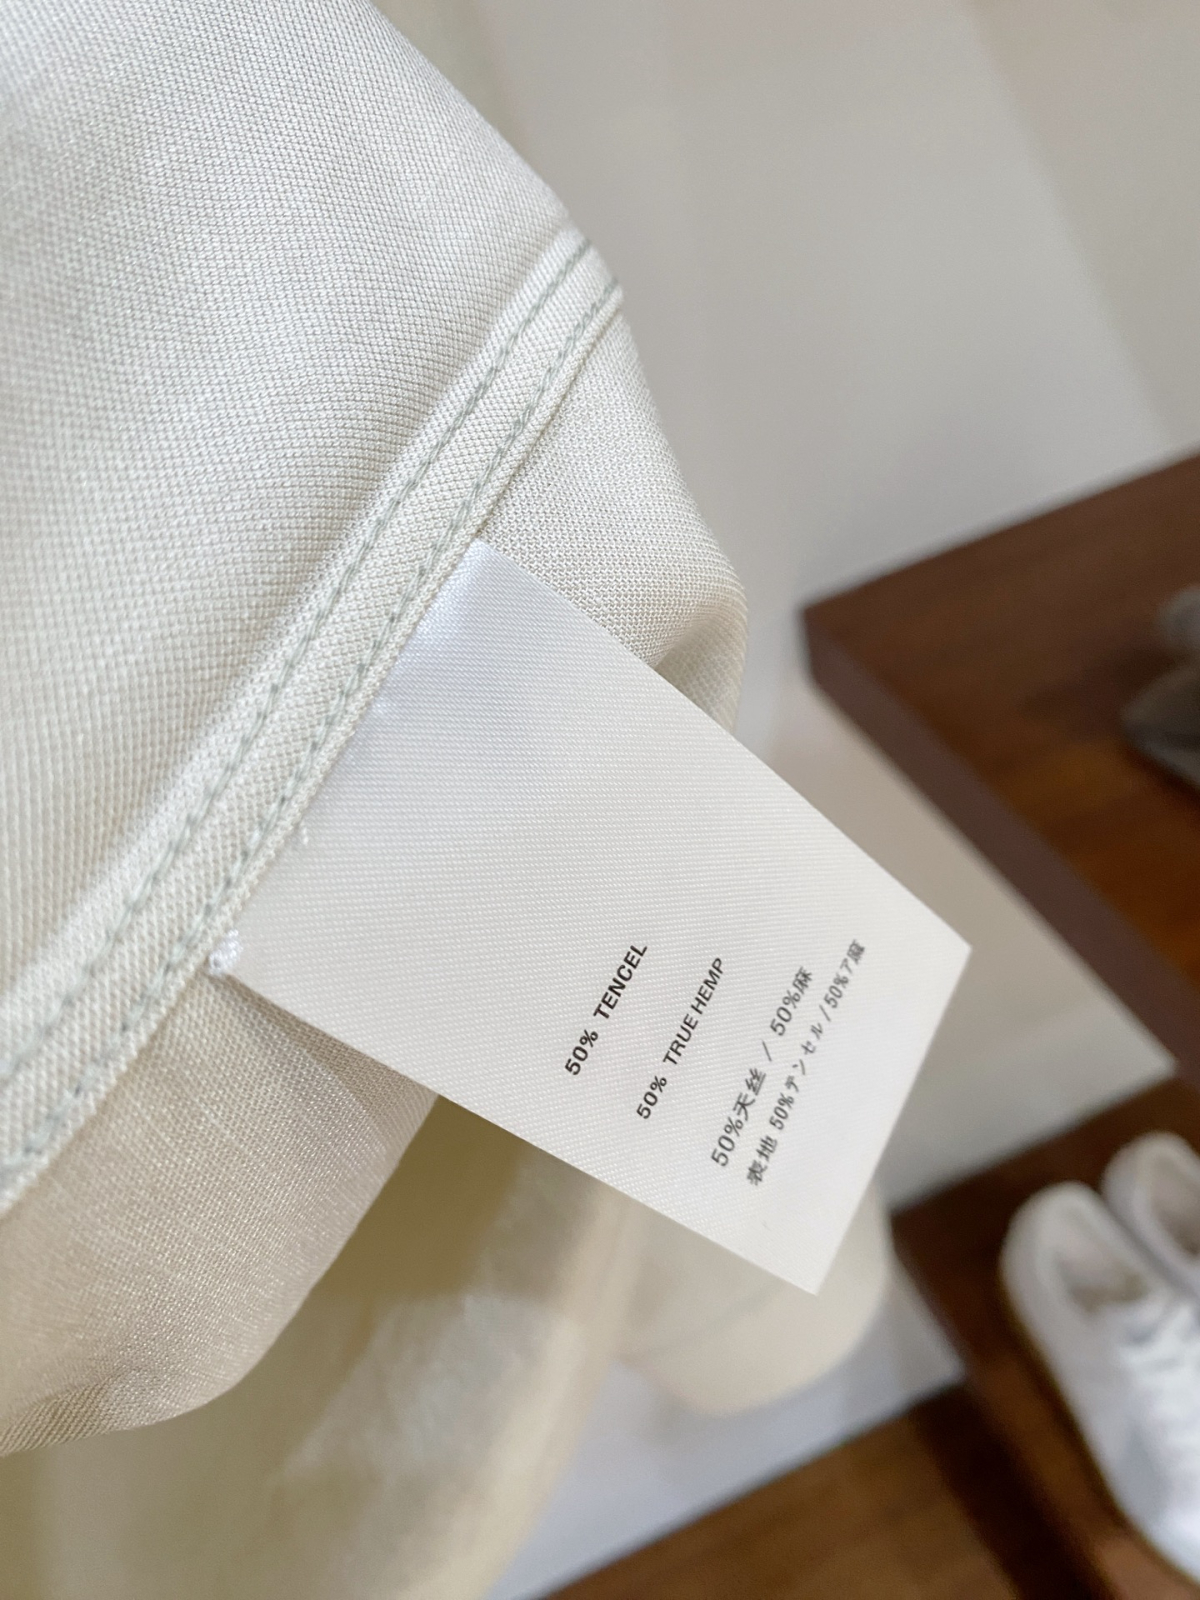 50% TENCEL
50% TRUE HEMP
50%天丝 / 50%麻
表地 50%テンセル / 50%ア麻